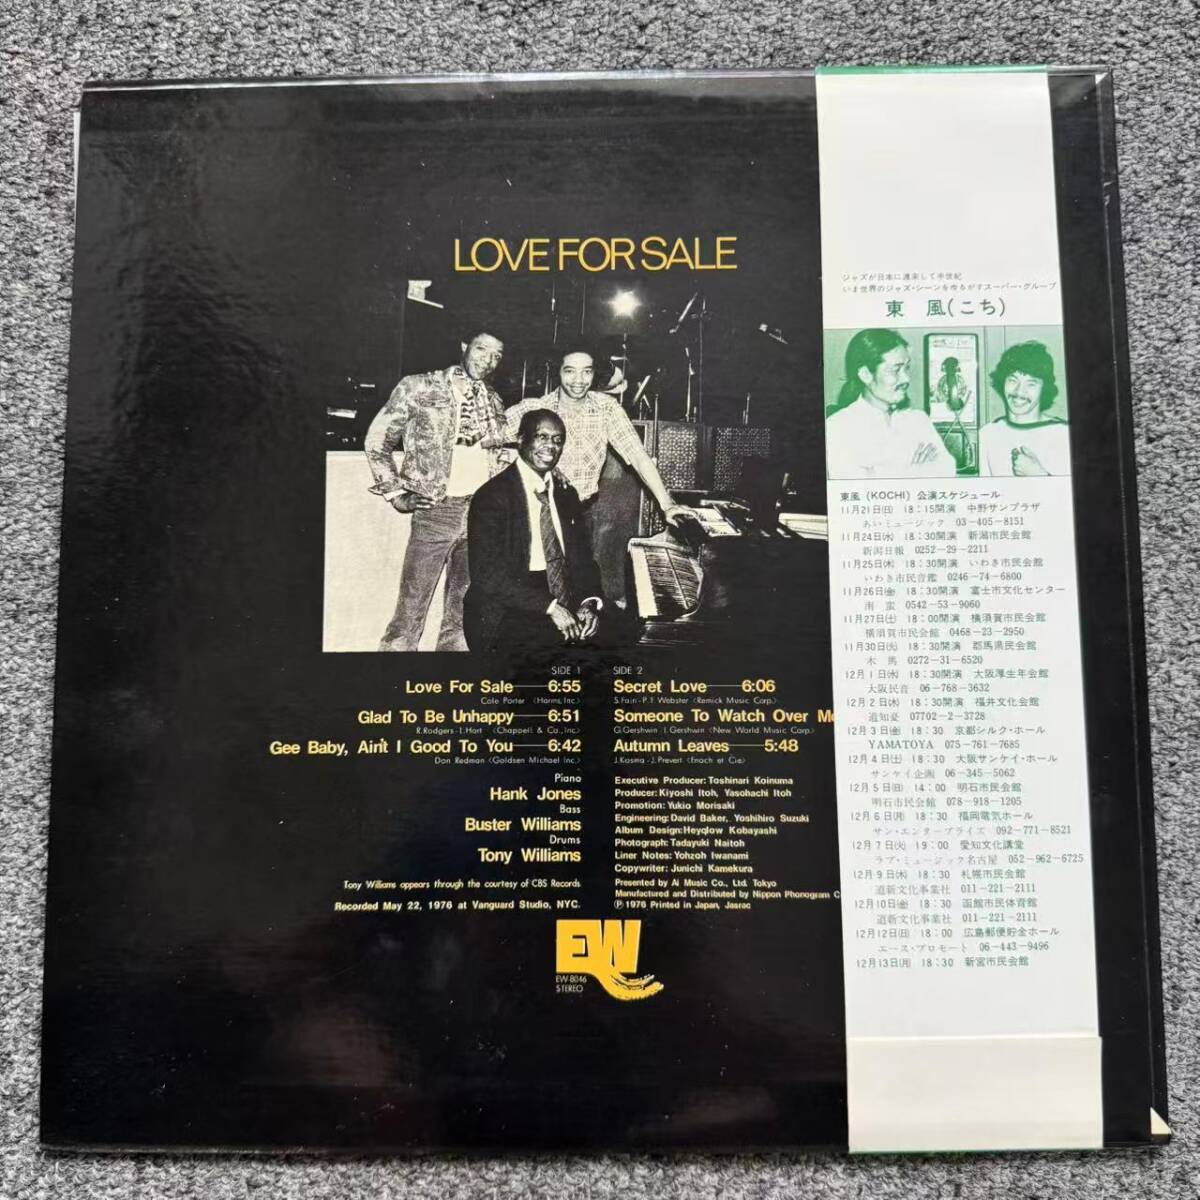 LOVE FOR SALE
SIDE 1
Love For Sale 6:55
Cole Porter (Harms, Inc.)
Glad To Be Unhappy 6:51
R.Rodgers-L.Hart (Chappell & Co., Inc)
Gee Baby, Ain't I Good To You 6:42
Don Redman (Goldsen Michael Inc.)
SIDE 2
Secret Love 6:06
S.Fain-P.F.Webster (Remick Music Corp.)
Someone To Watch Over Me
G.Gershwin-I.Gershwin (New World Music Corp.)
Autumn Leaves 5:48
J.Kosma-J.Prevert (Enoch et Cie)
Piano
Hank Jones
Bass
Buster Williams
Drums
Tony Williams
Tony Williams appears through the courtesy of CBS Records
Recorded May 22, 1976 at Vanguard Studio, NYC.
Executive Producer: Toshinari Koinuma
Producer: Kiyoshi Itoh, Yasohachi Itoh
Promotion: Yukio Morisaki
Engineering: David Baker, Yoshihiro Suzuki
Album Design: Heyqlow Kobayashi
Photograph: Tadayuki Naitoh
Liner Notes: Yohzoh Iwanami
Copywriter: Junichi Kamekura
Presented by Ai Music Co., Ltd. Tokyo
Manufactured and Distributed by Nippon Phonogram C
Ⓟ 1976 Printed in Japan, Jasrac
EW
EW-8046
STEREO
ジャズが日本に渡来して半世紀
いま世界のジャズ・シーンを揺るがすスーパー・グループ
東 風(こち)
東風 (KOCHI) 公演スケジュール
11月21日(日) 18:15開演 中野サンプラザ
あいミュージック 03-405-8151
11月24日(水) 18:30開演 新潟市民会館
新潟日報 0252-29-2211
11月25日(木) 18:30開演 いわき市民会館
いわき市民音鑑 0246-74-6800
11月26日(金) 18:30開演 富士市文化センター
南蛮 0542-53-9060
11月27日(土) 18:00開演 横須賀市民会館
横須賀市民会館 0468-23-2950
11月30日(火) 18:30開演 群馬県民会館
木馬 0272-31-6520
12月1日(水) 18:30開演 大阪厚生年会館
大阪民音 06-768-3632
12月2日(木) 18:30開演 福井文化会館
道知憂 07702-2-3728
12月3日(金) 18:30 京都シルク・ホール
YAMATOYA 075-761-7685
12月4日(土) 18:30 大阪サンケイ・ホール
サンケイ企画 06-345-5062
12月5日(日) 14:00 明石市民会館
明石市民会館 078-918-1205
12月6日(月) 18:30 福岡電気ホール
サン・エンタープライズ 092-771-8521
12月7日(火) 19:00 愛知文化講堂
ラブ・ミュージック名古屋 052-962-6725
12月9日(木) 18:30 札幌市民会館
道新文化事業社 011-221-2111
12月10日(金) 18:30 函館市民体育館
道新文化事業社 011-221-2111
12月12日(日) 18:00 広島郵便貯金ホール
エース・プロモート 06-443-9496
12月13日(月) 18:30 新宮市民会館